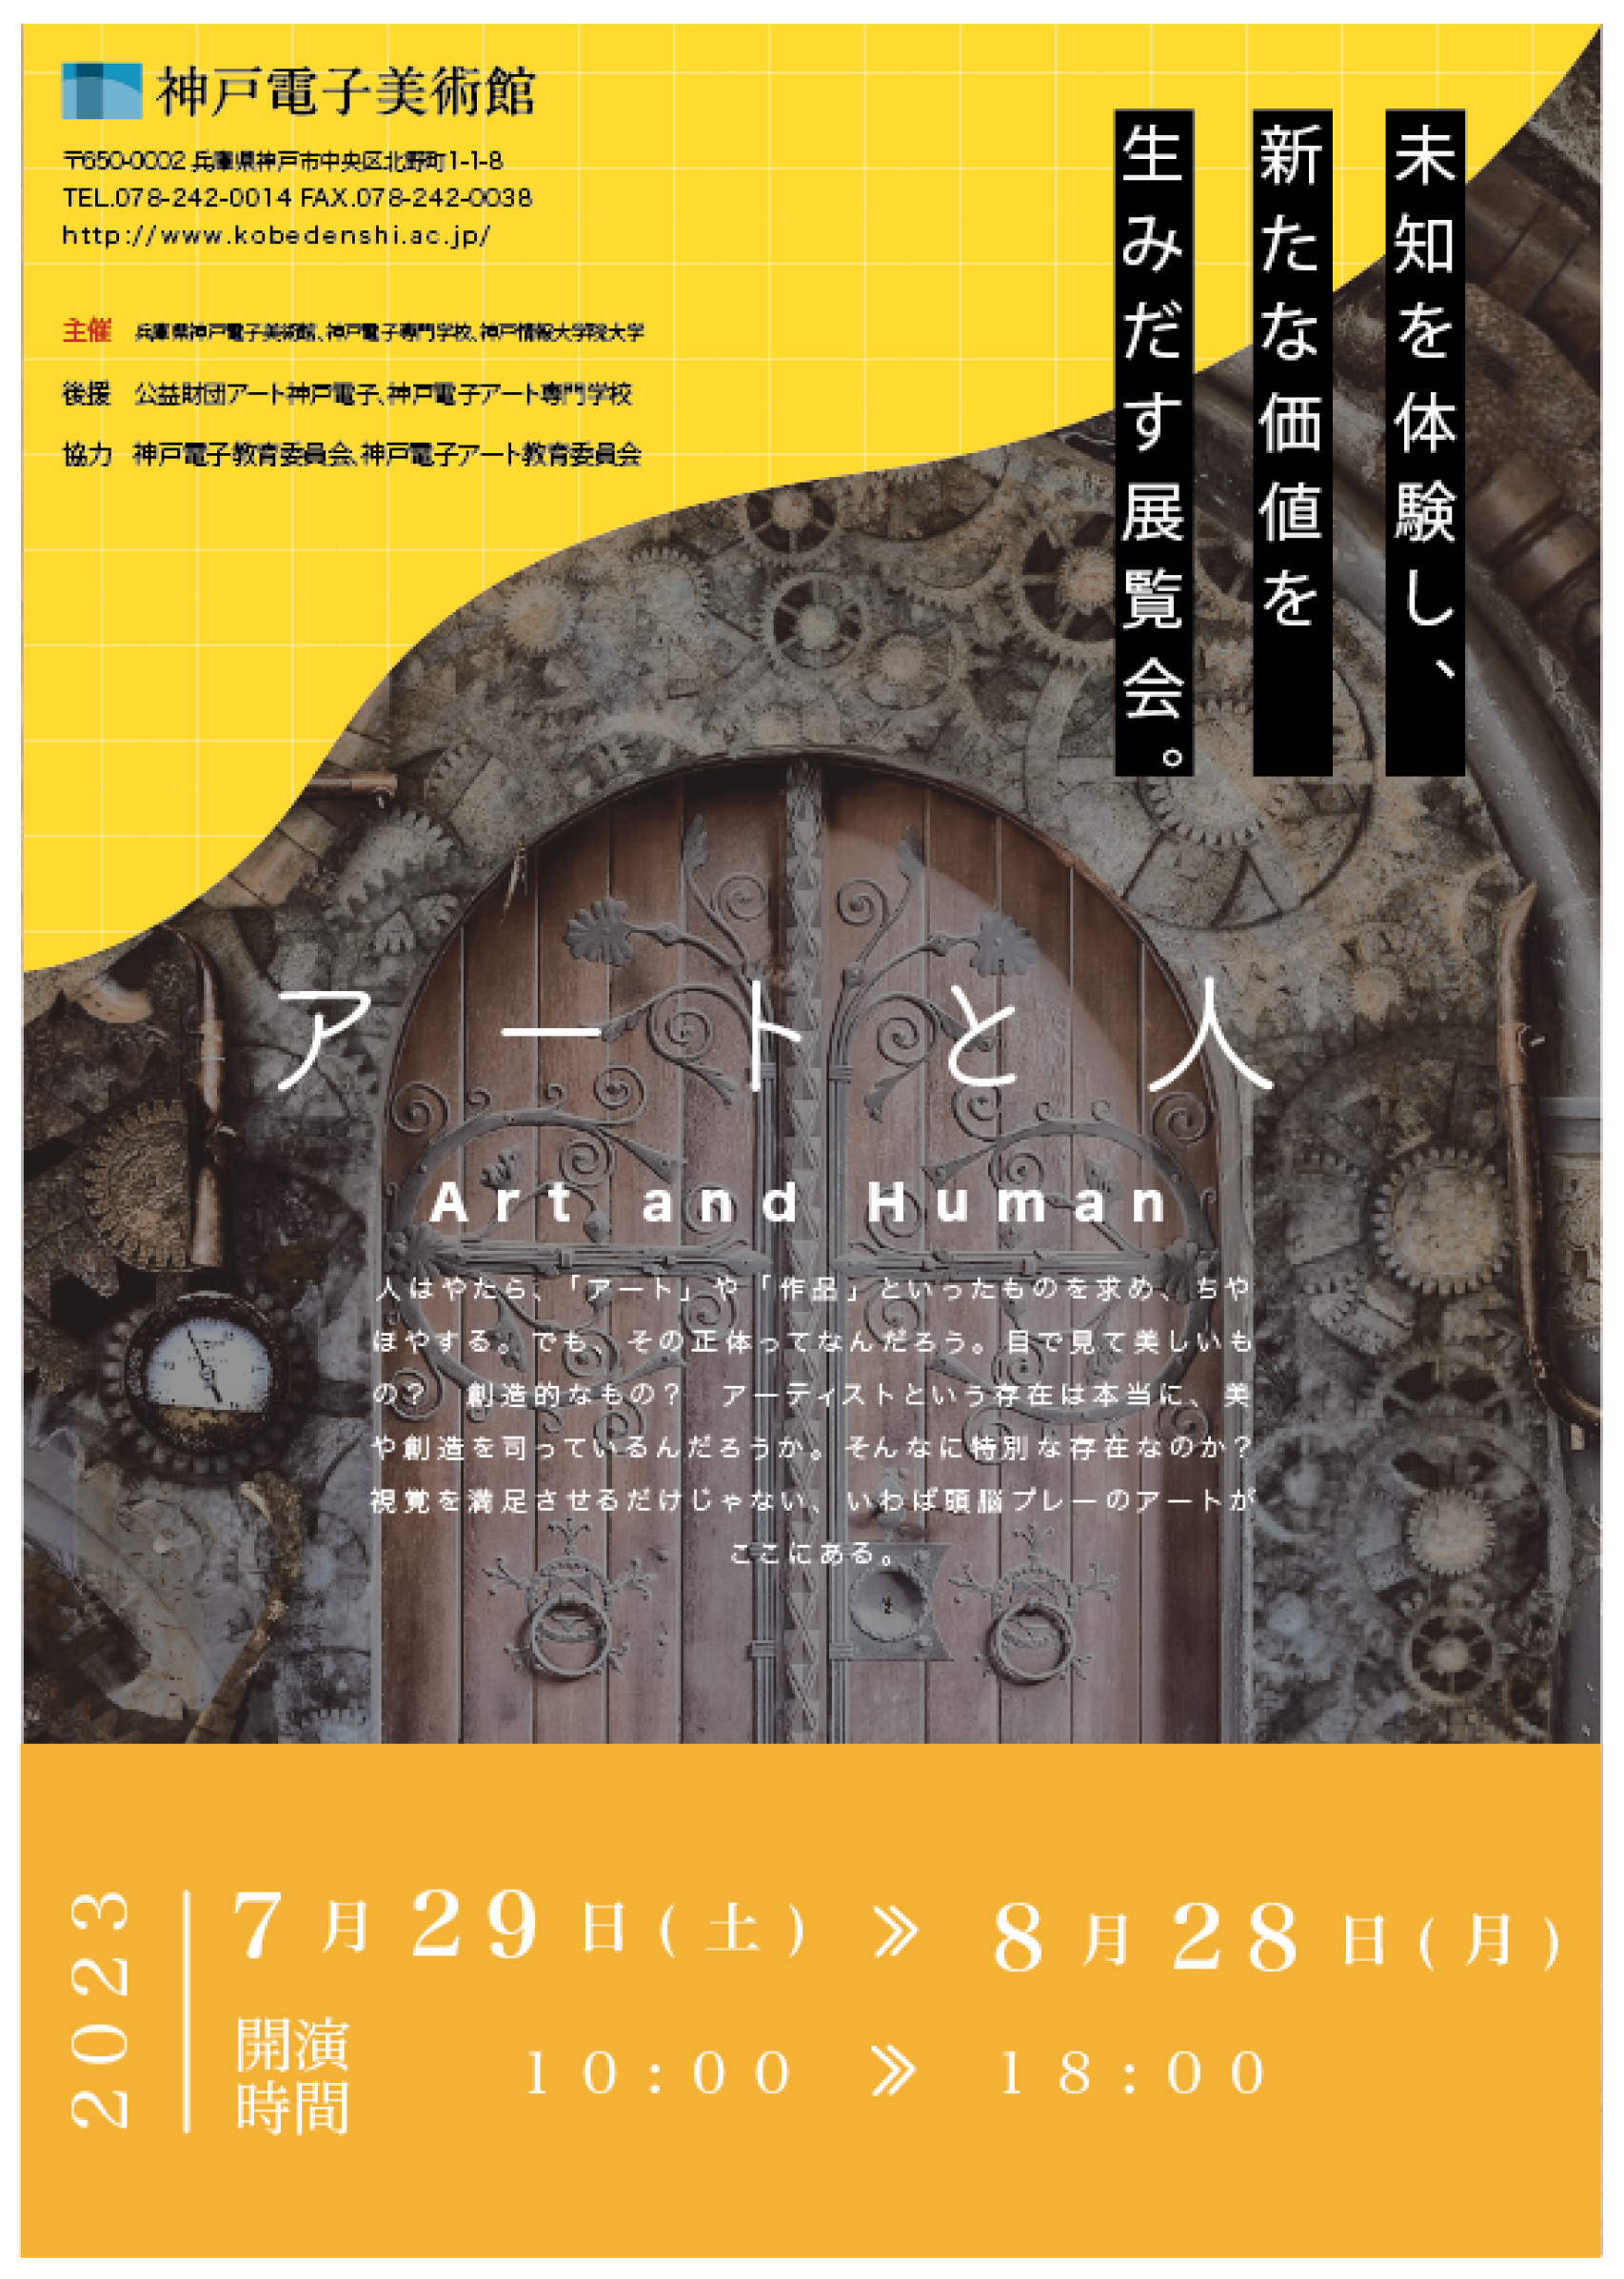 神戸電子美術館
〒650-0002 兵庫県神戸市中央区北野町1-1-8
TEL.078-242-0014 FAX.078-242-0038
http://www.kobedenshi.ac.jp/
主催 兵庫県神戸電子美術館、神戸電子専門学校、神戸情報大学院大学
後援 公益財団アート神戸電子、神戸電子アート専門学校
協力 神戸電子教育委員会、神戸電子アート教育委員会
未知を体験し、
新たな価値を
生みだす展覧会。
アートと人
Art and Human
人はやたら、「アート」や「作品」といったものを求め、ちや
ほやする。でも、その正体ってなんだろう。目で見て美しいも
の?　創造的なもの?　アーティストという存在は本当に、美
や創造を司っているんだろうか。そんなに特別な存在なのか?
視覚を満足させるだけじゃない、いわば頭脳プレーのアートが
ここにある。
2023
7月29日(土) » 8月28日(月)
開演
時間
10:00 » 18:00